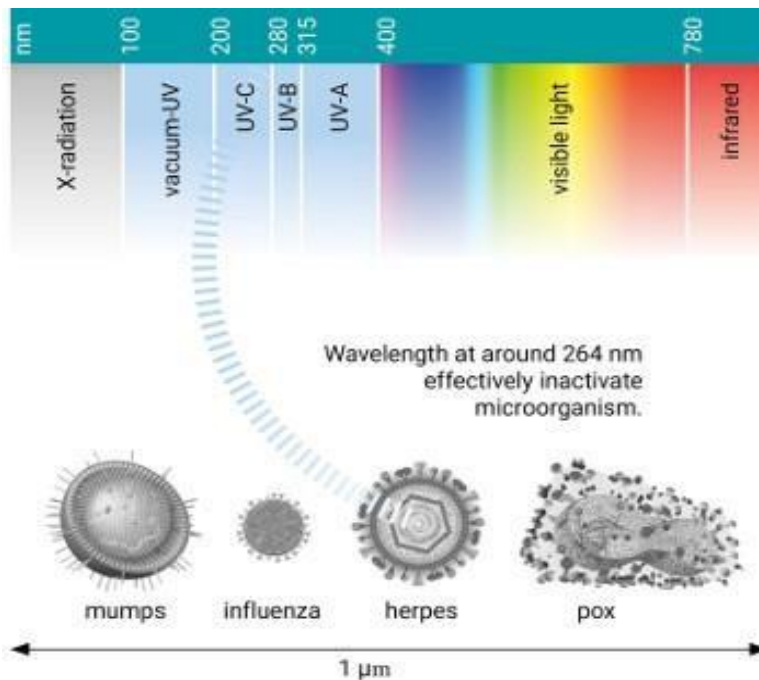 nm 100 200 280 315 400 780
X-radiation
vacuum-UV
UV-C
UV-B
UV-A
visible light
infrared
Wavelength at around 264 nm
effectively inactivate
microorganism.
mumps influenza herpes pox
1 µm